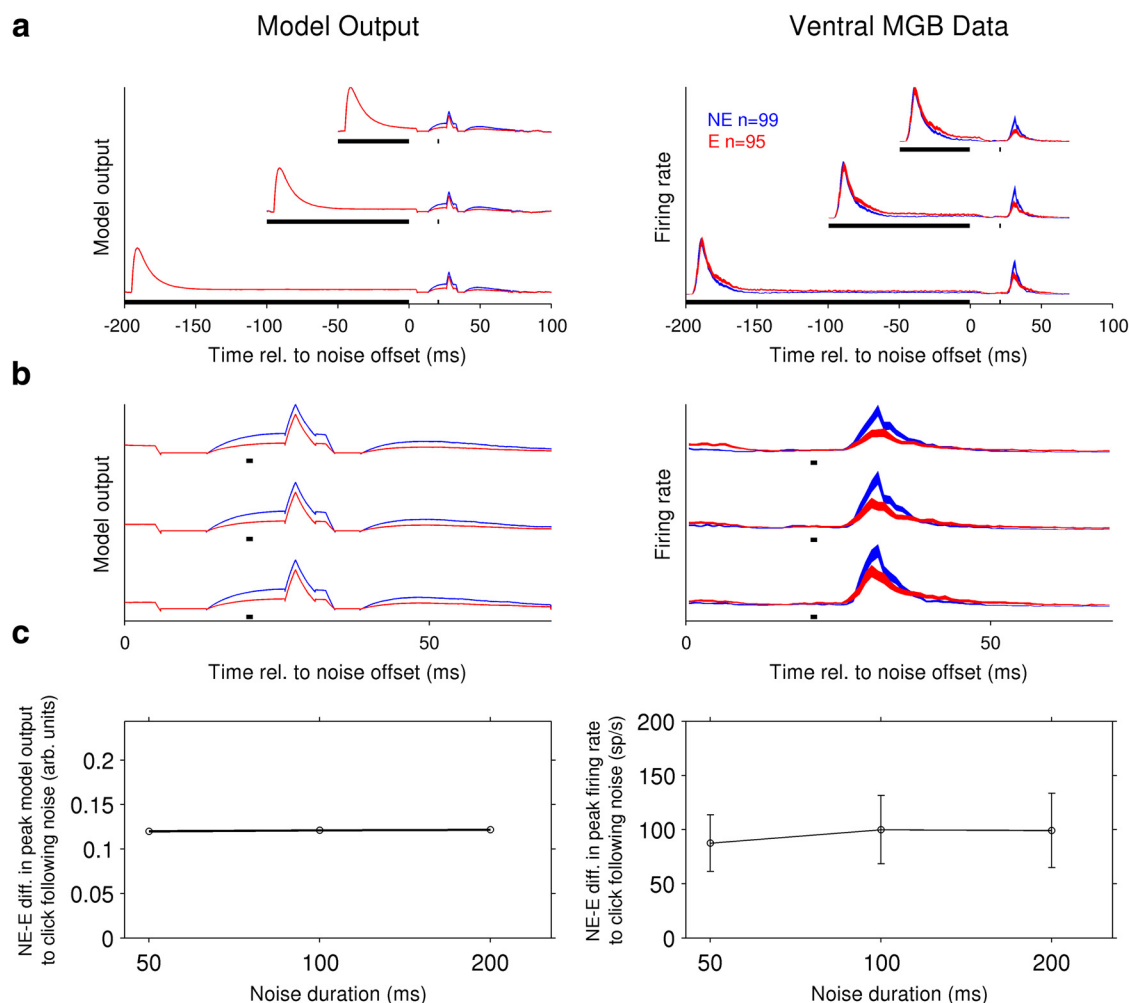 a
Model Output
Ventral MGB Data
Model output
-200 -150 -100 -50 0 50 100
Time rel. to noise offset (ms)
Firing rate
NE n=99
E n=95
-200 -150 -100 -50 0 50 100
Time rel. to noise offset (ms)
b
Model output
0 50
Time rel. to noise offset (ms)
Firing rate
0 50
Time rel. to noise offset (ms)
c
NE-E diff. in peak model output
to click following noise (arb. units)
0.2
0.15
0.1
0.05
0
50 100 200
Noise duration (ms)
NE-E diff. in peak firing rate
to click following noise (sp/s)
200
150
100
50
0
50 100 200
Noise duration (ms)